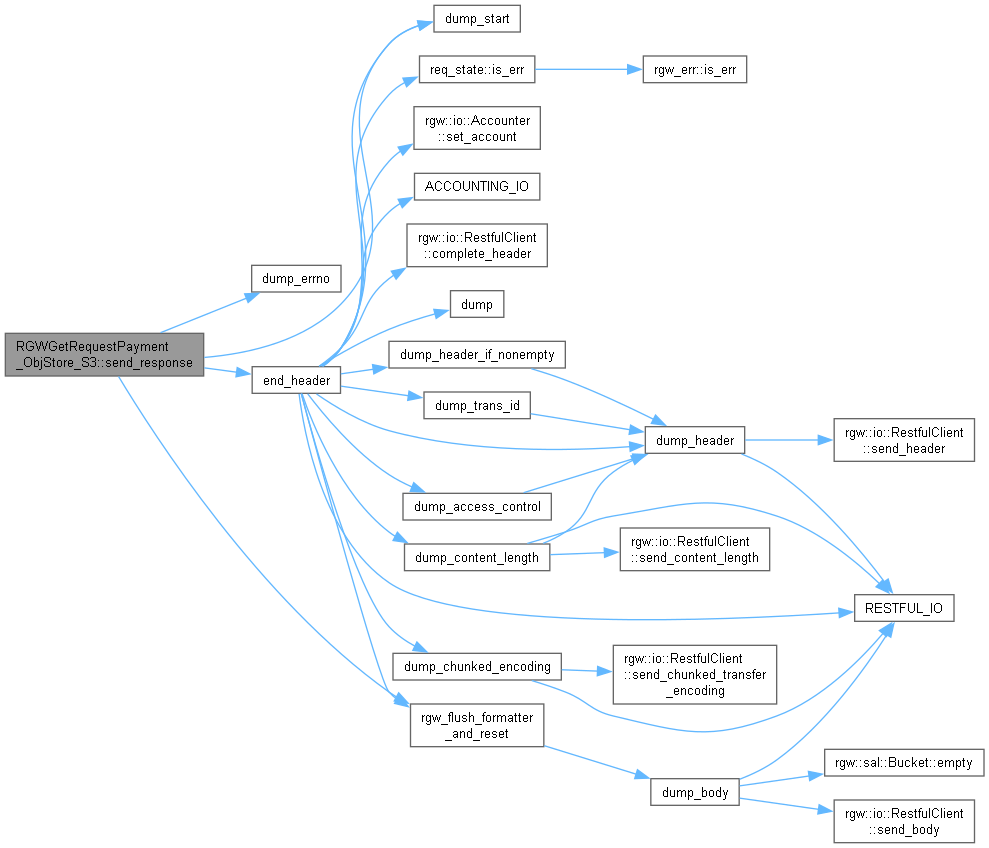 dump_start
req_state::is_err
rgw_err::is_err
rgw::io::Accounter
::set_account
ACCOUNTING_IO
rgw::io::RestfulClient
::complete_header
dump_errno
dump
RGWGetRequestPayment
_ObjStore_S3::send_response
dump_header_if_nonempty
end_header
dump_trans_id
dump_header
rgw::io::RestfulClient
::send_header
dump_access_control
dump_content_length
rgw::io::RestfulClient
::send_content_length
RESTFUL_IO
dump_chunked_encoding
rgw::io::RestfulClient
::send_chunked_transfer
_encoding
rgw_flush_formatter
_and_reset
rgw::sal::Bucket::empty
dump_body
rgw::io::RestfulClient
::send_body